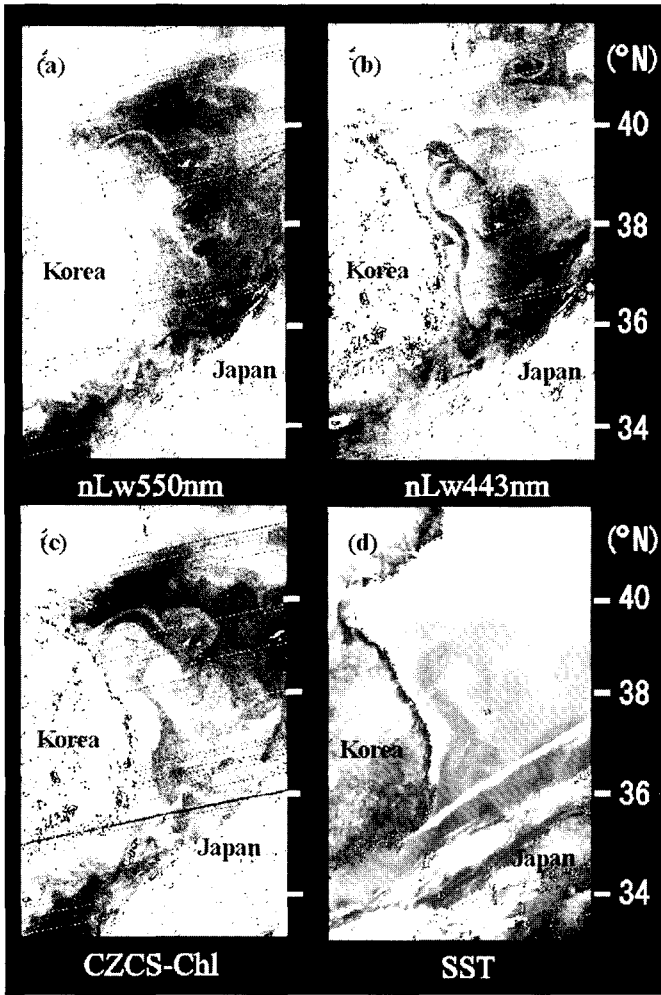 (a)
(b)
(°N)
40
38
Korea
Korea
36
Japan
Japan
34
nLw550nm
nLw443nm
(c)
(d)
(°N)
40
38
Korea
Korea
36
Japan
Japan
34
CZCS-Chl
SST